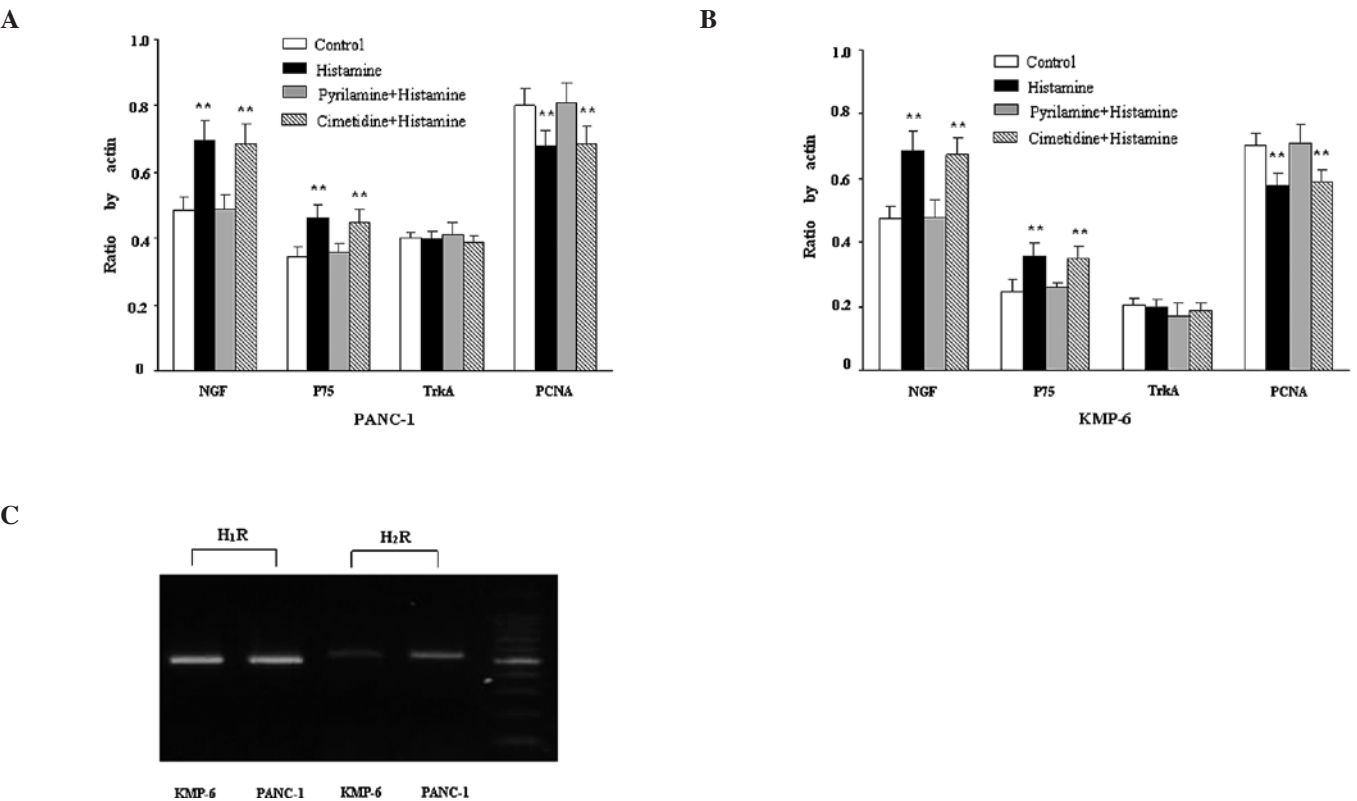 A
1.0
0.8
0.6
0.4
0.2
0
Ratio by actin
Control
Histamine
Pyrilamine+Histamine
Cimetidine+Histamine
** ** ** ** ** **
NGF P75 TrkA PCNA
PANC-1
B
1.0
0.8
0.6
0.4
0.2
0
Ratio by actin
Control
Histamine
Pyrilamine+Histamine
Cimetidine+Histamine
** ** ** ** ** **
NGF P75 TrkA PCNA
KMP-6
C
H₁R H₂R
KMP-6 PANC-1 KMP-6 PANC-1